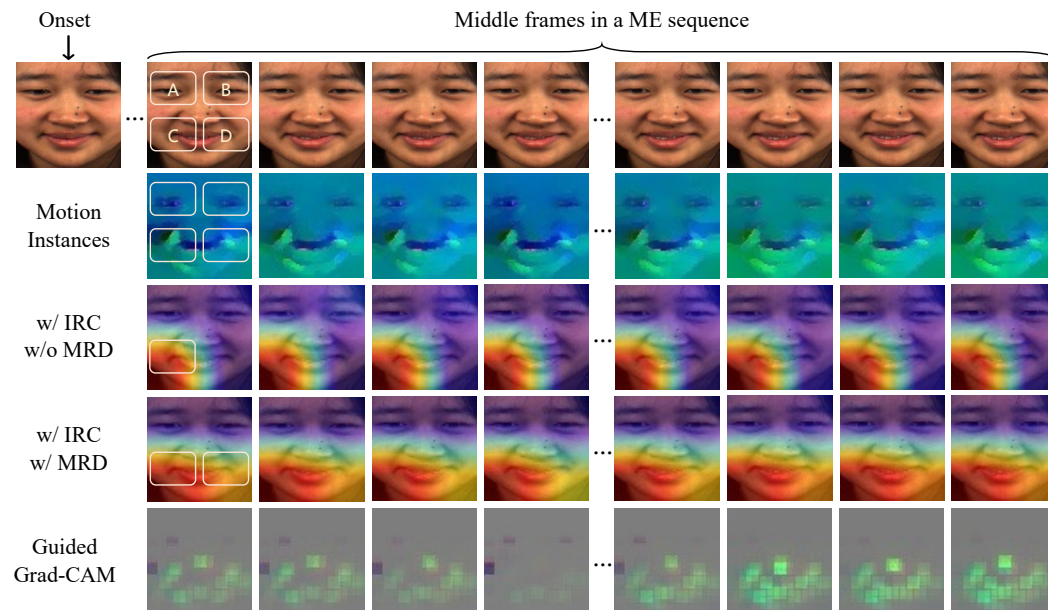 Onset
Middle frames in a ME sequence
...
A B
C D
...
Motion
Instances
...
w/ IRC
w/o MRD
...
w/ IRC
w/ MRD
...
Guided
Grad-CAM
...